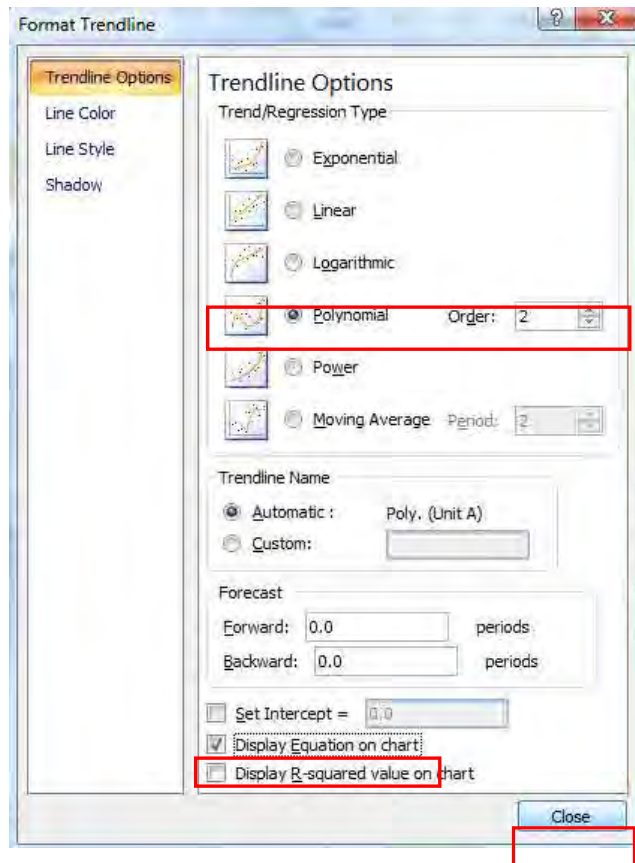 Format Trendline
Trendline Options
Line Color
Line Style
Shadow
Trendline Options
Trend/Regression Type
Exponential
Linear
Logarithmic
Polynomial Order: 2
Power
Moving Average Period: 2
Trendline Name
Automatic : Poly. (Unit A)
Custom:
Forecast
Forward: 0.0 periods
Backward: 0.0 periods
Set Intercept = 0.0
Display Equation on chart
Display R-squared value on chart
Close